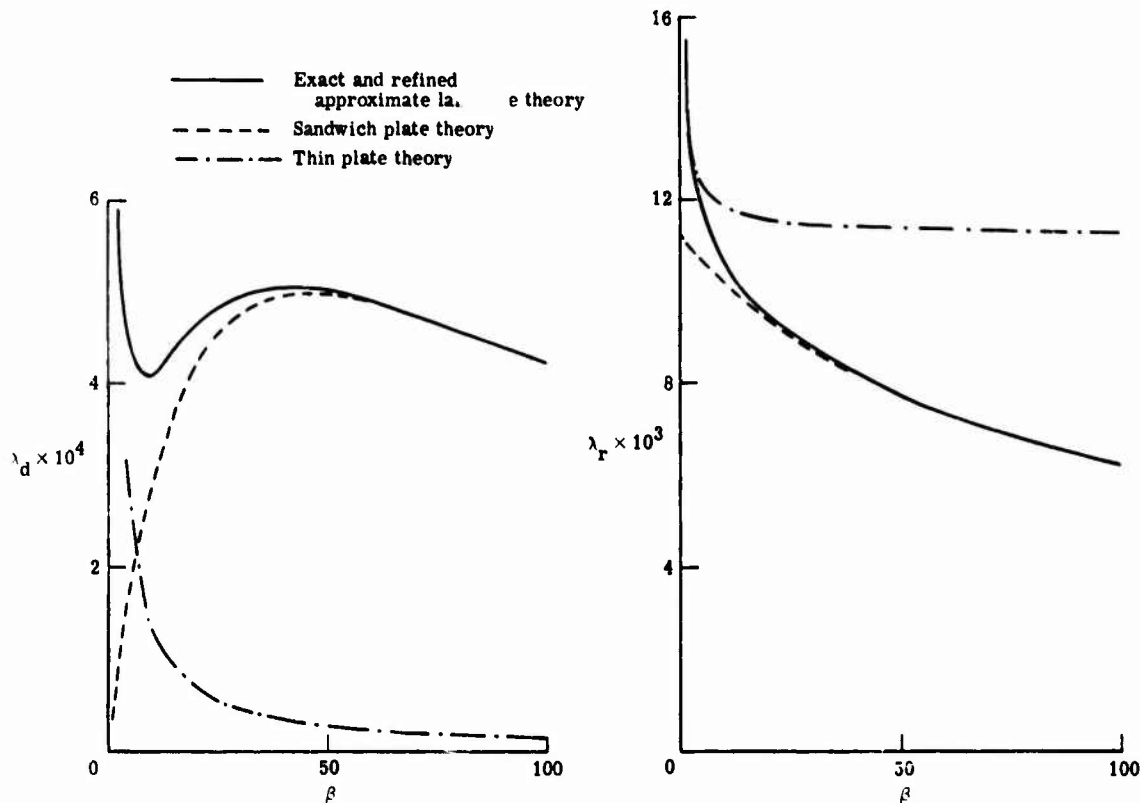 Exact and refined
approximate e theory
Sandwich plate theory
Thin plate theory
6
4
λd × 10⁴
2
0
50
100
β
16
12
8
λr × 10³
4
0
50
100
β